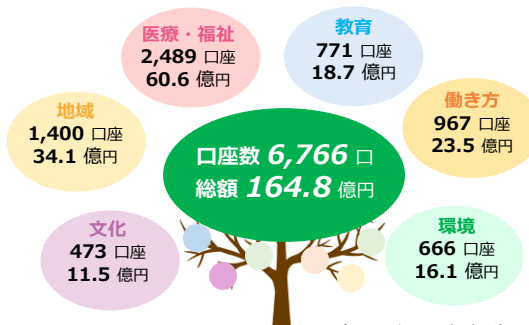 医療・福祉
2,489 口座
60.6 億円
教育
771 口座
18.7 億円
地域
1,400 口座
34.1 億円
働き方
967 口座
23.5 億円
口座数 6,766 口
総額 164.8 億円
文化
473 口座
11.5 億円
環境
666 口座
16.1 億円